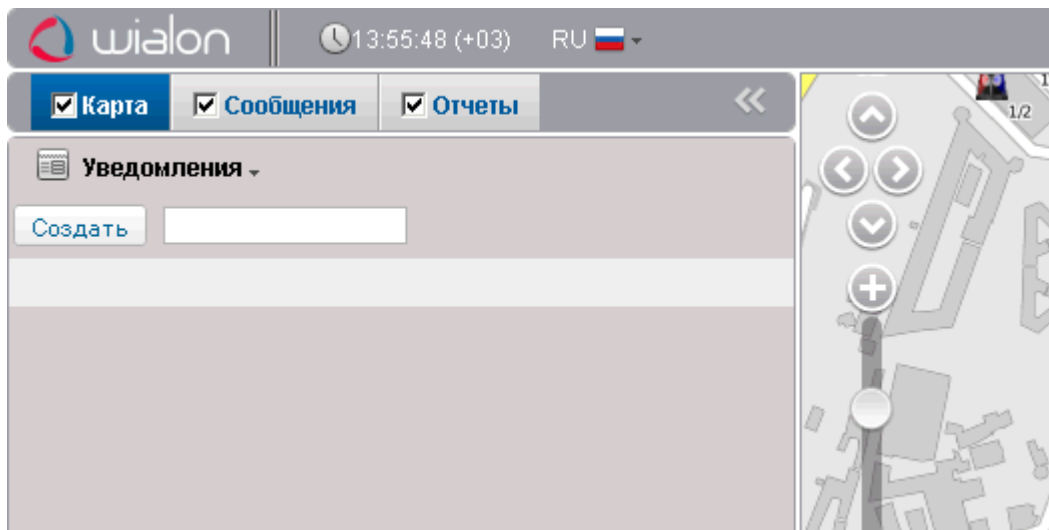 wialon 13:55:48 (+03) RU
Карта Сообщения Отчеты
1/2
Уведомления
Создать